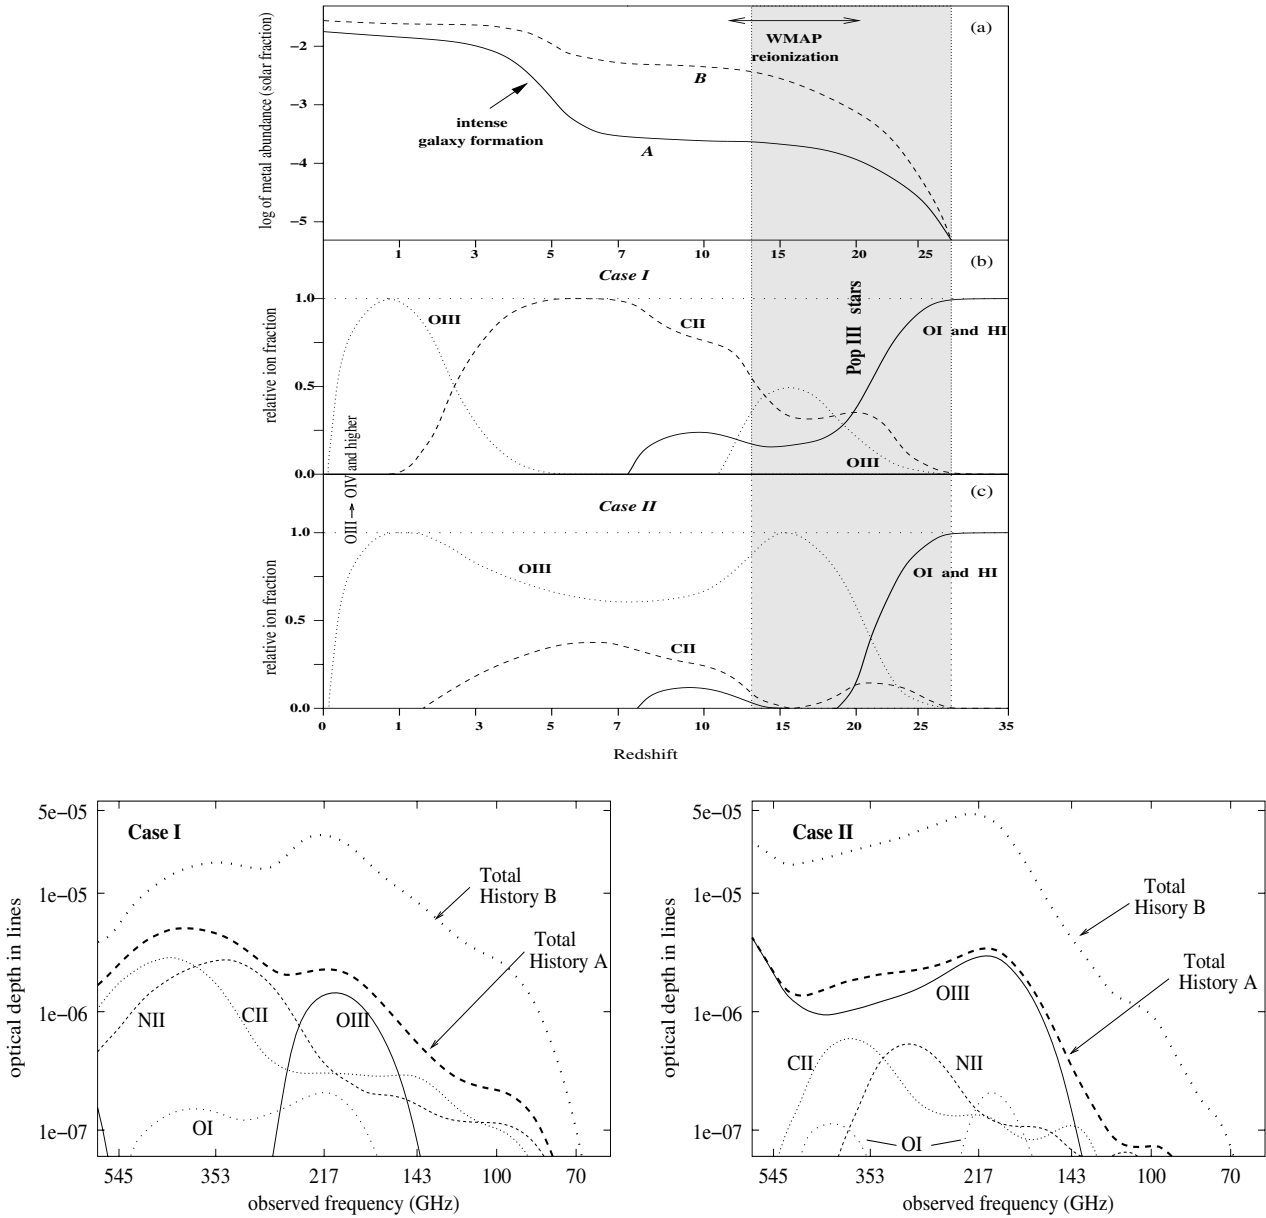 (a)
WMAP
reionization
B
intense
galaxy formation
A
log of metal abundance (solar fraction)
−2
−3
−4
−5
1 3 5 7 10 15 20 25
(b)
Case I
1.0
0.5
0.0
relative ion fraction
OIII
CII
Pop III stars
OI and HI
OIII
OIII → OIV and higher
(c)
Case II
1.0
0.5
0.0
relative ion fraction
OIII
CII
OI and HI
0 1 3 5 7 10 15 20 25 35
Redshift
Case I
5e−05
1e−05
1e−06
1e−07
optical depth in lines
Total
History B
Total
History A
NII
CII
OIII
OI
545 353 217 143 100 70
observed frequency (GHz)
Case II
5e−05
1e−05
1e−06
1e−07
optical depth in lines
Total
Hisory B
Total
History A
OIII
CII
NII
OI
545 353 217 143 100 70
observed frequency (GHz)